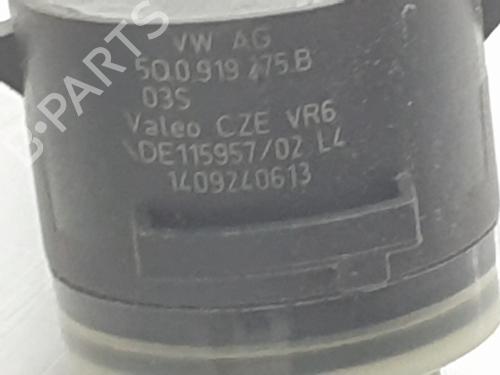 VW AG
5Q0 919 275.B
03S
Valeo CZE VR6
DE115957/02 L4
1409240613
B-PARTS